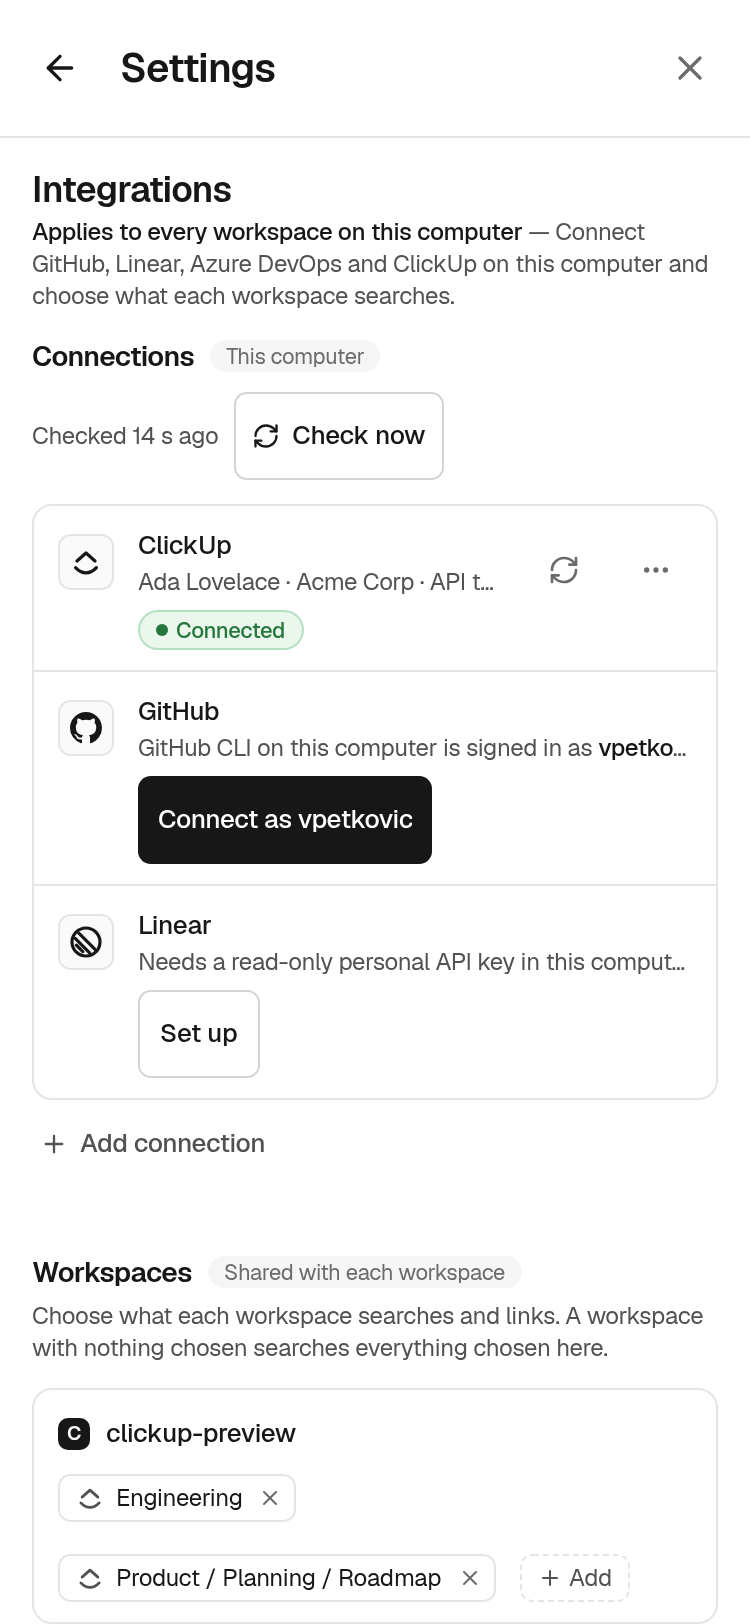 Settings
Integrations
Applies to every workspace on this computer — Connect
GitHub, Linear, Azure DevOps and ClickUp on this computer and
choose what each workspace searches.
Connections This computer
Checked 14 s ago Check now
ClickUp
Ada Lovelace · Acme Corp · API t...
Connected
GitHub
GitHub CLI on this computer is signed in as vpetko...
Connect as vpetkovic
Linear
Needs a read-only personal API key in this comput...
Set up
Add connection
Workspaces Shared with each workspace
Choose what each workspace searches and links. A workspace
with nothing chosen searches everything chosen here.
C clickup-preview
Engineering
Product / Planning / Roadmap + Add